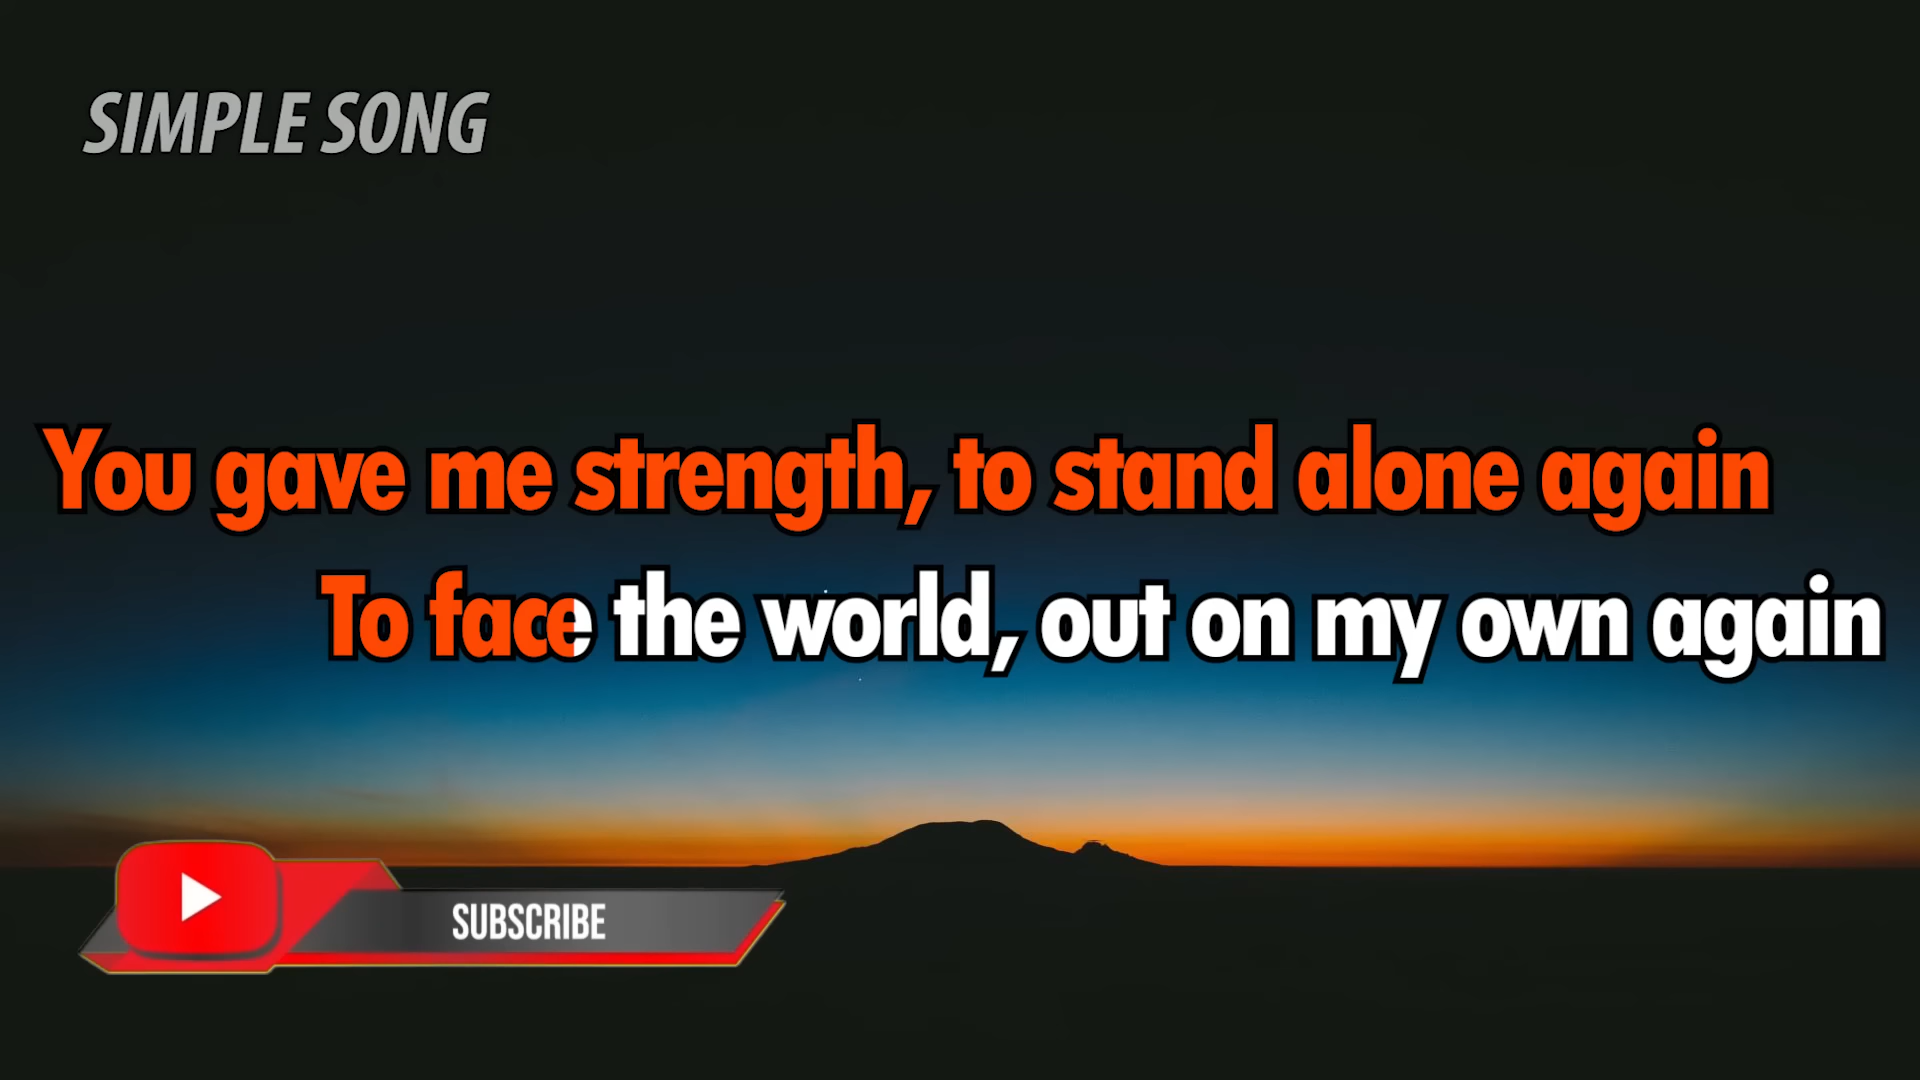 SIMPLE SONG
You gave me strength, to stand alone again
To face the world, out on my own again
SUBSCRIBE